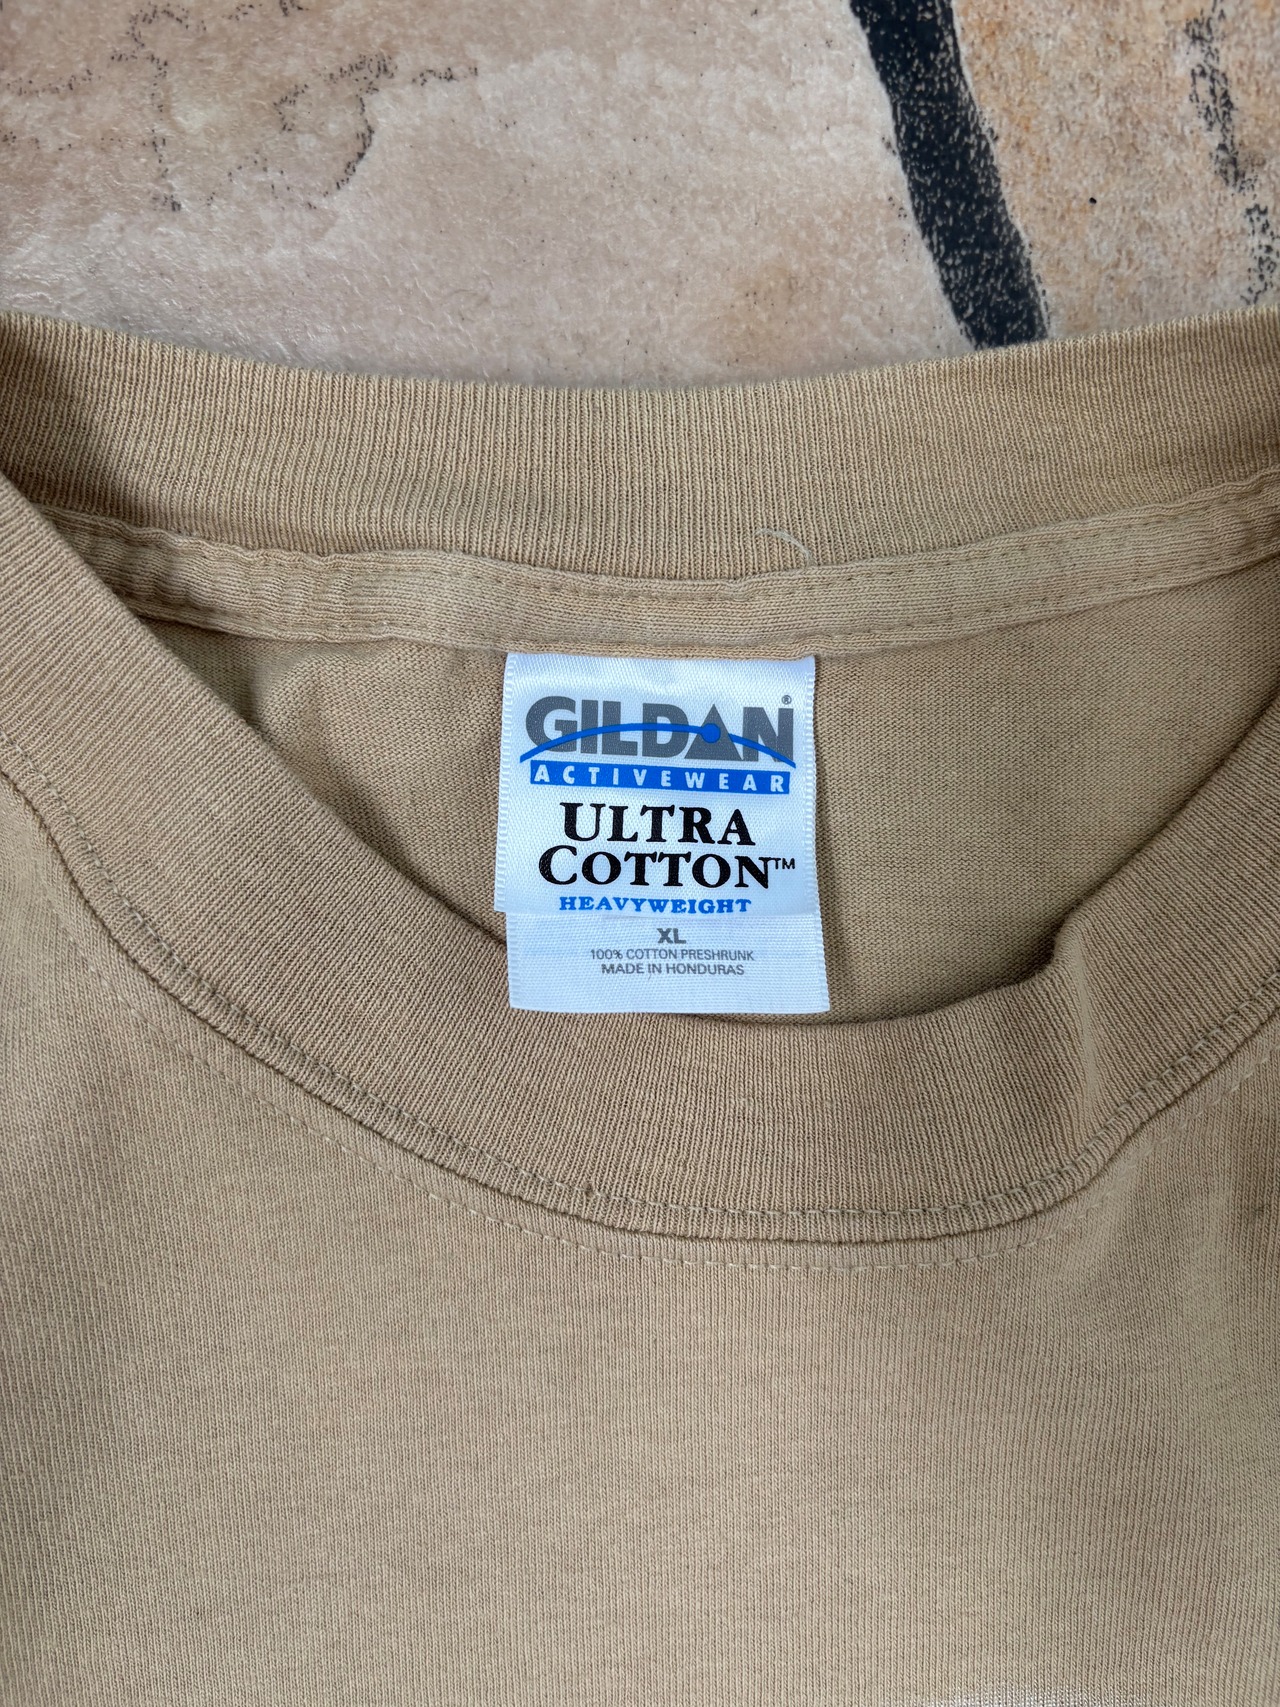 GILDAN®
ACTIVEWEAR
ULTRA
COTTON™
HEAVYWEIGHT
XL
100% COTTON PRESHRUNK
MADE IN HONDURAS